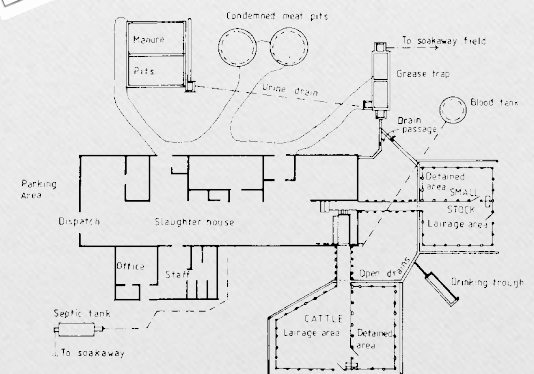 Condemned meat pits
Manure
Pits
To soakaway field
Grease trap
Urine drain
Blood tank
Drain
passage
Detained
area
SMALL
STOCK
Lairage area
Parking
Area
Dispatch
Slaughter house
Office
Staff
Open drains
Drinking trough
Septic tank
To soakaway
CATTLE
Lairage area
Detained
area